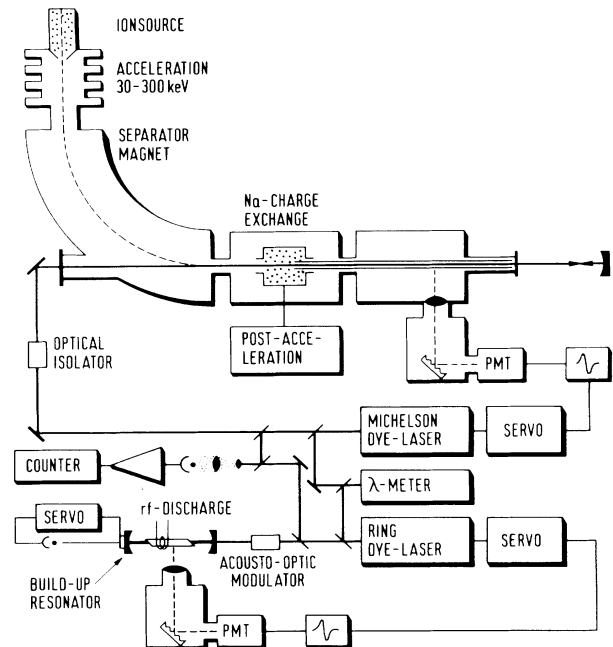 IONSOURCE
ACCELERATION
30-300 keV
SEPARATOR
MAGNET
Na-CHARGE
EXCHANGE
OPTICAL
ISOLATOR
POST-ACCE-
LERATION
PMT
MICHELSON
DYE-LASER
SERVO
COUNTER
λ-METER
SERVO
rf-DISCHARGE
RING
DYE-LASER
SERVO
ACOUSTO-OPTIC
MODULATOR
BUILD-UP
RESONATOR
PMT